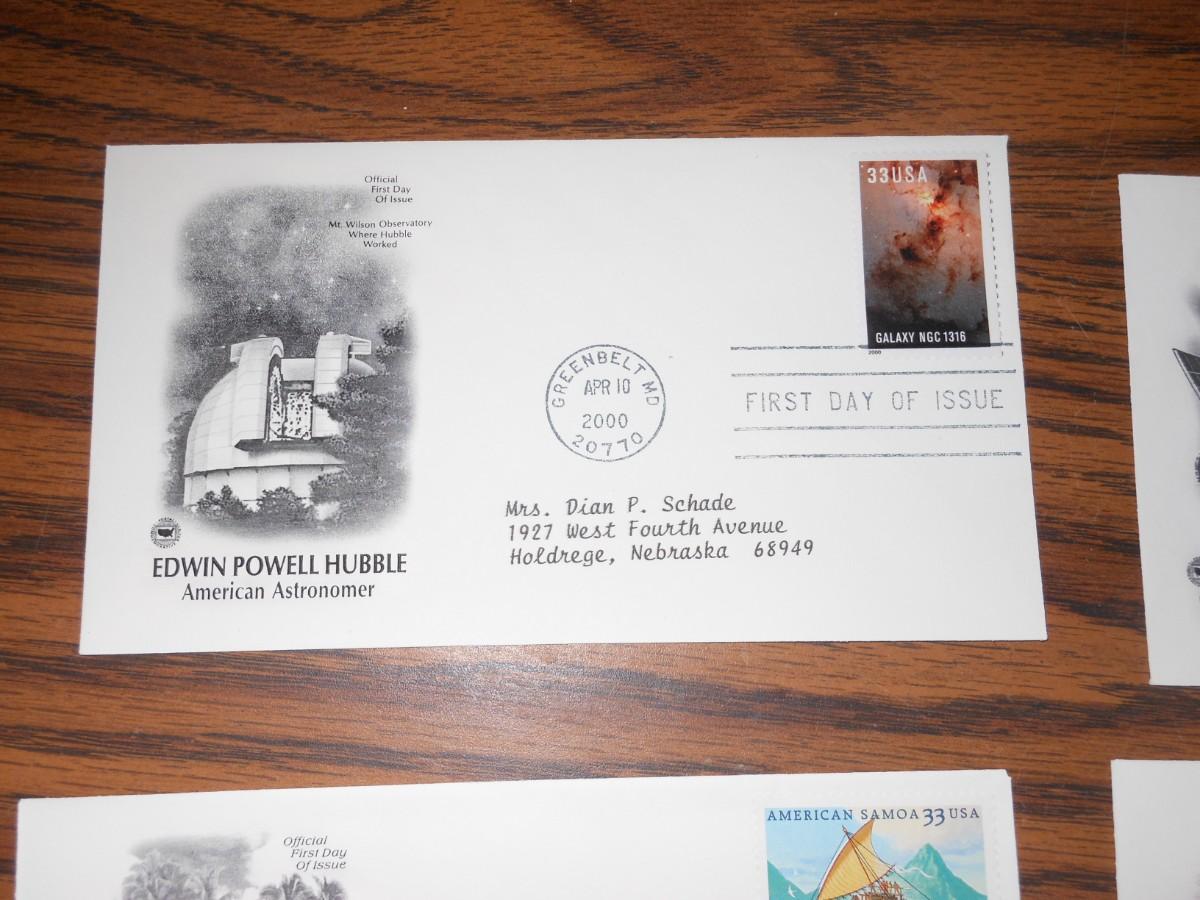 Official
First Day
Of Issue
Mt. Wilson Observatory
Where Hubble
Worked
33USA
GALAXY NGC 1316
2000
GREENBELT MD
APR 10
2000
20770
FIRST DAY OF ISSUE
Mrs. Dian P. Schade
1927 West Fourth Avenue
Holdrege, Nebraska 68949
EDWIN POWELL HUBBLE
American Astronomer
Official
First Day
Of Issue
AMERICAN SAMOA 33 USA